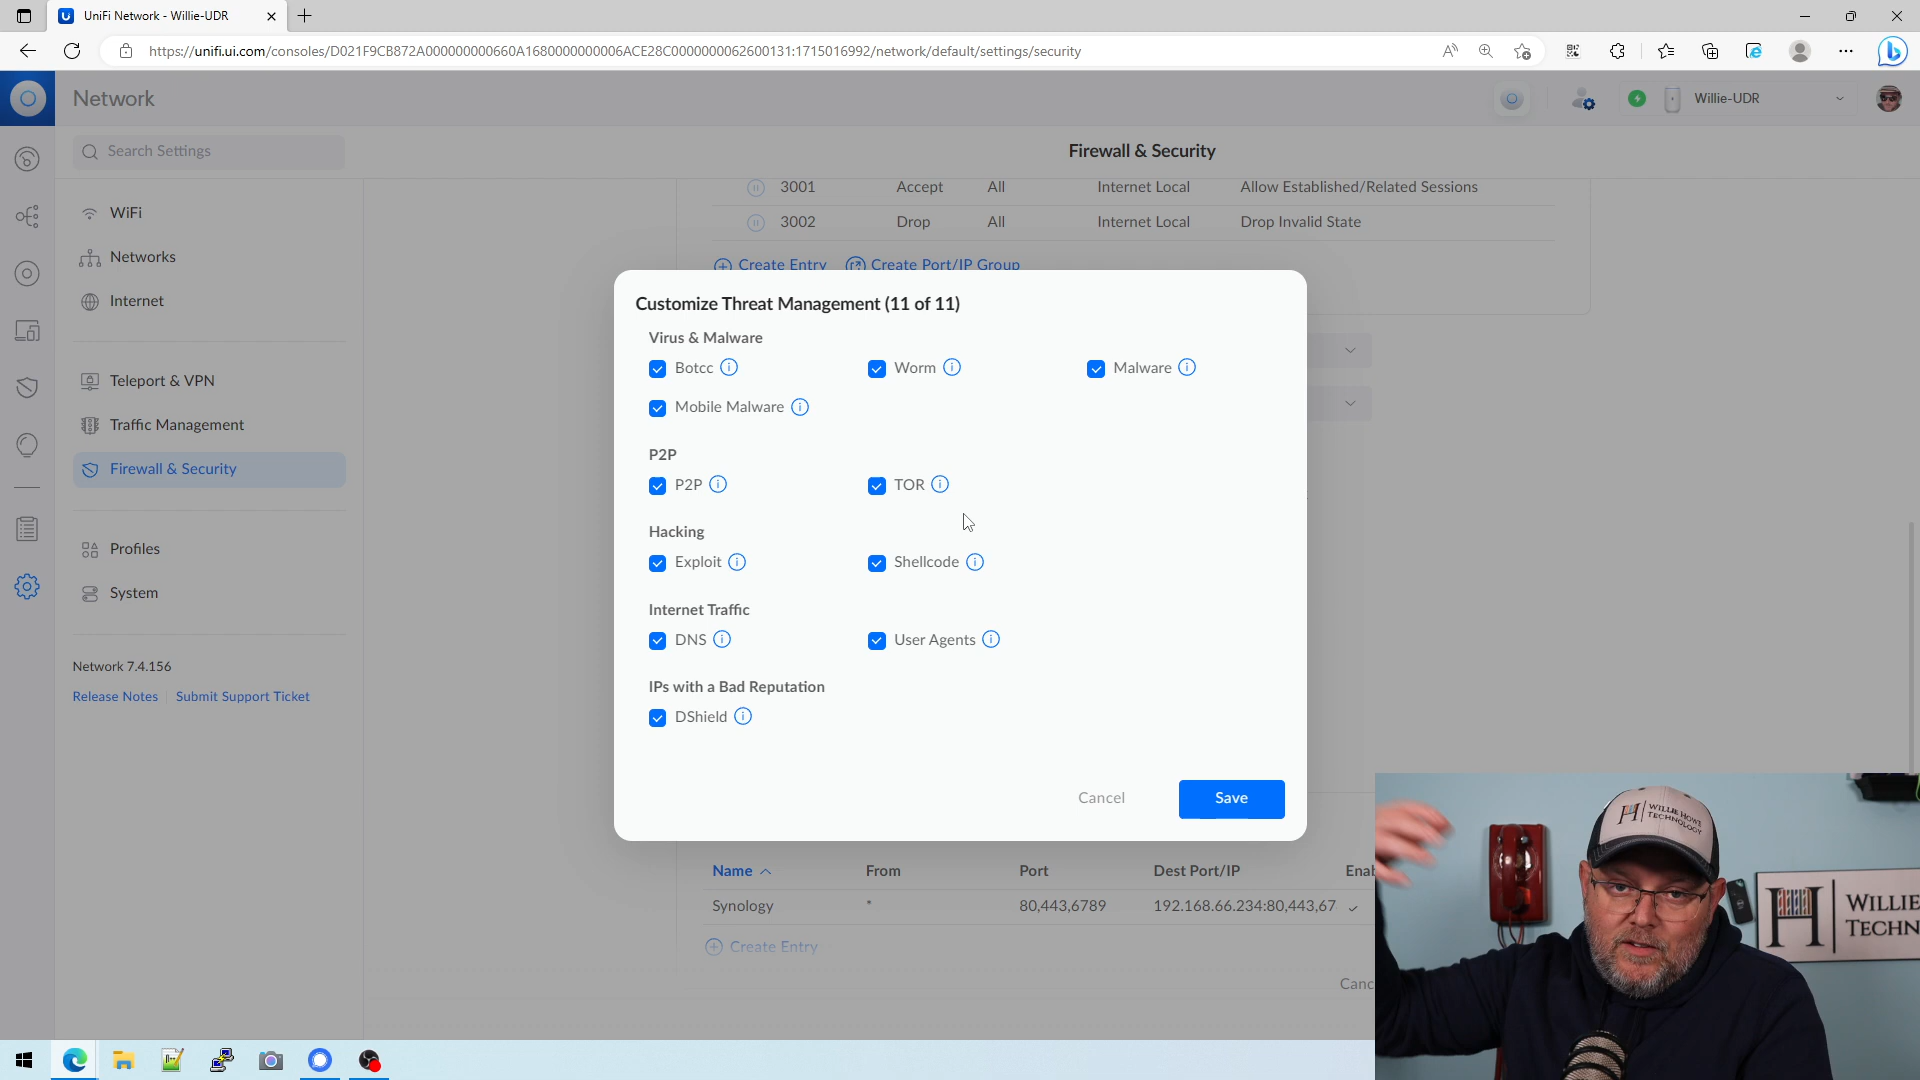 UniFi Network - Willie-UDR
https://unifi.ui.com/consoles/D021F9CB872A000000000660A1680000000006ACE28C0000000062600131:1715016992/network/default/settings/security
Network
Willie-UDR
Search Settings
Firewall & Security
WiFi
Networks
Internet
Teleport & VPN
Traffic Management
Firewall & Security
Profiles
System
Network 7.4.156
Release Notes Submit Support Ticket
3001 Accept All Internet Local Allow Established/Related Sessions
3002 Drop All Internet Local Drop Invalid State
Create Entry Create Port/IP Group
Customize Threat Management (11 of 11)
Virus & Malware
Botcc Worm Malware
Mobile Malware
P2P
P2P TOR
Hacking
Exploit Shellcode
Internet Traffic
DNS User Agents
IPs with a Bad Reputation
DShield
Cancel Save
Name From Port Dest Port/IP Enab
Synology * 80,443,6789 192.168.66.234:80,443,67
Create Entry
Canc
WILLIE HOWE
TECHNOLOGY
WILLIE
TECHN